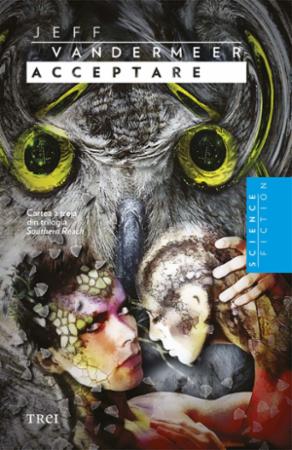 JEFF
VANDERMEER
ACCEPTARE
Cartea a treia
din trilogia
Southern Reach
SCIENCE
FICTION
TREI